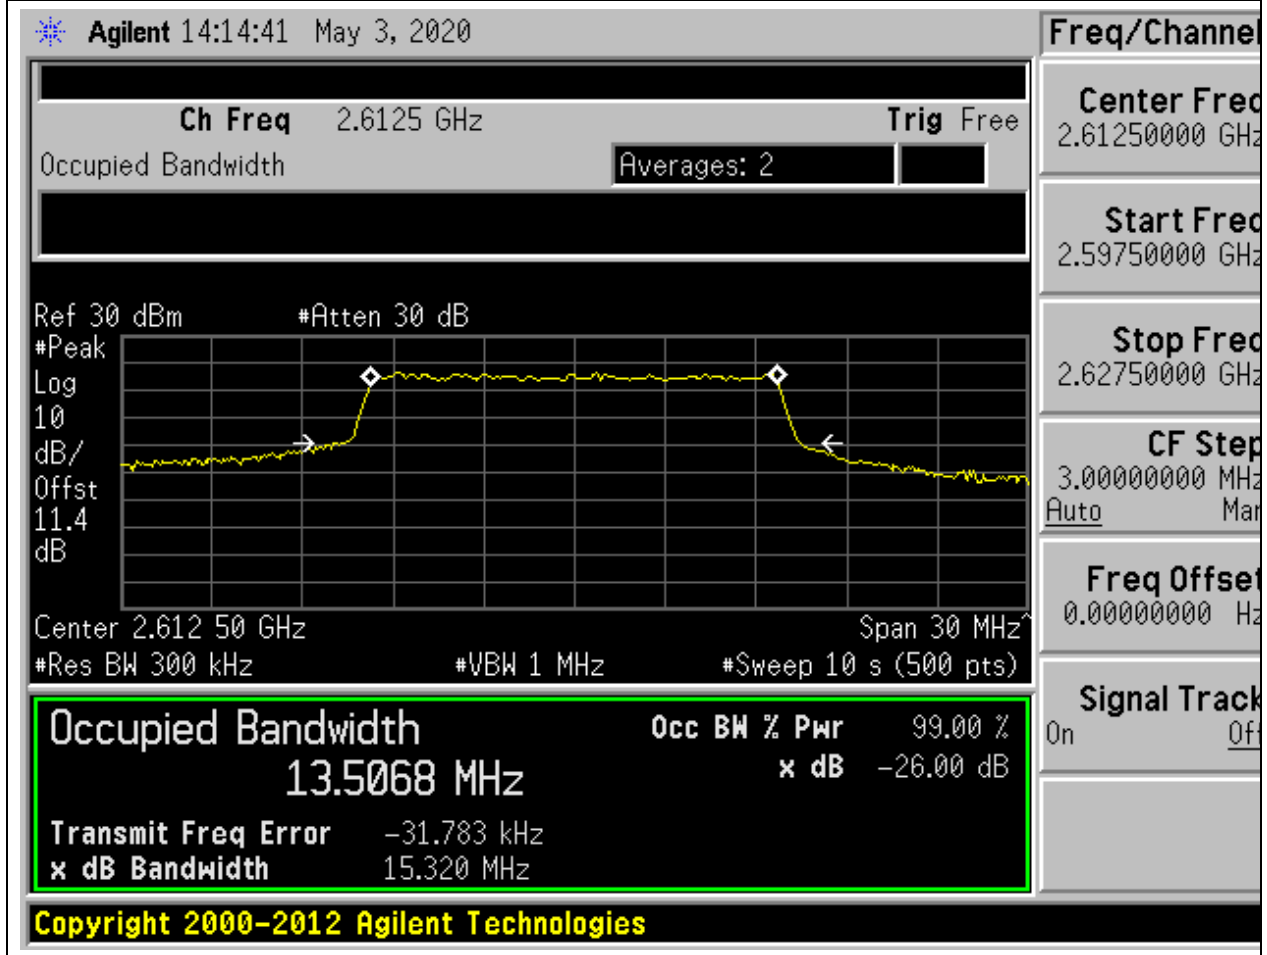 Agilent 14:14:41 May 3, 2020
Freq/Channel
Ch Freq 2.6125 GHz Trig Free
Occupied Bandwidth Averages: 2
Center Freq
2.61250000 GHz
Start Freq
2.59750000 GHz
Stop Freq
2.62750000 GHz
CF Step
3.00000000 MHz
Auto Man
Freq Offset
0.00000000 Hz
Signal Track
On Off
Ref 30 dBm #Atten 30 dB
#Peak
Log
10
dB/
Offst
11.4
dB
Center 2.612 50 GHz Span 30 MHz^
#Res BW 300 kHz #VBW 1 MHz #Sweep 10 s (500 pts)
Occupied Bandwidth Occ BW % Pwr 99.00 %
13.5068 MHz x dB -26.00 dB
Transmit Freq Error -31.783 kHz
x dB Bandwidth 15.320 MHz
Copyright 2000-2012 Agilent Technologies